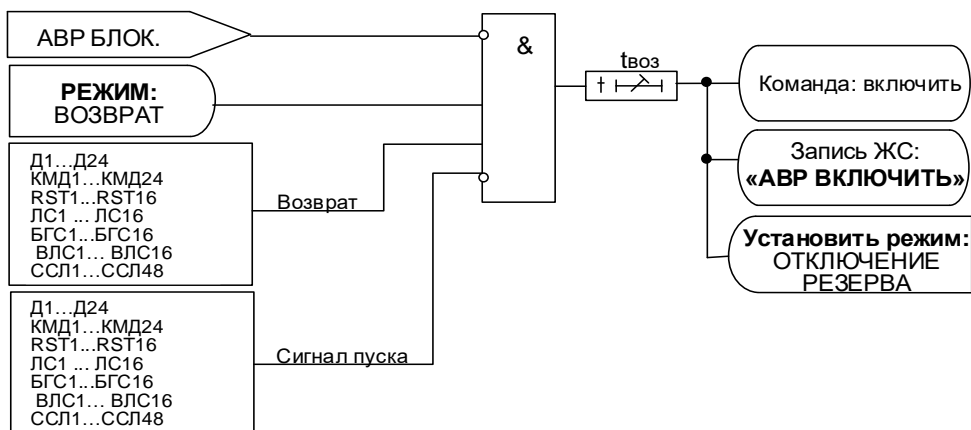 АВР БЛОК.
РЕЖИМ:
ВОЗВРАТ
Д1...Д24
КМД1...КМД24
RST1...RST16
ЛС1 ... ЛС16
БГС1...БГС16
ВЛС1... ВЛС16
ССЛ1...ССЛ48
Возврат
Д1...Д24
КМД1...КМД24
RST1...RST16
ЛС1 ... ЛС16
БГС1...БГС16
ВЛС1... ВЛС16
ССЛ1...ССЛ48
Сигнал пуска
&
tвоз
Команда: включить
Запись ЖС:
«АВР ВКЛЮЧИТЬ»
Установить режим:
ОТКЛЮЧЕНИЕ
РЕЗЕРВА